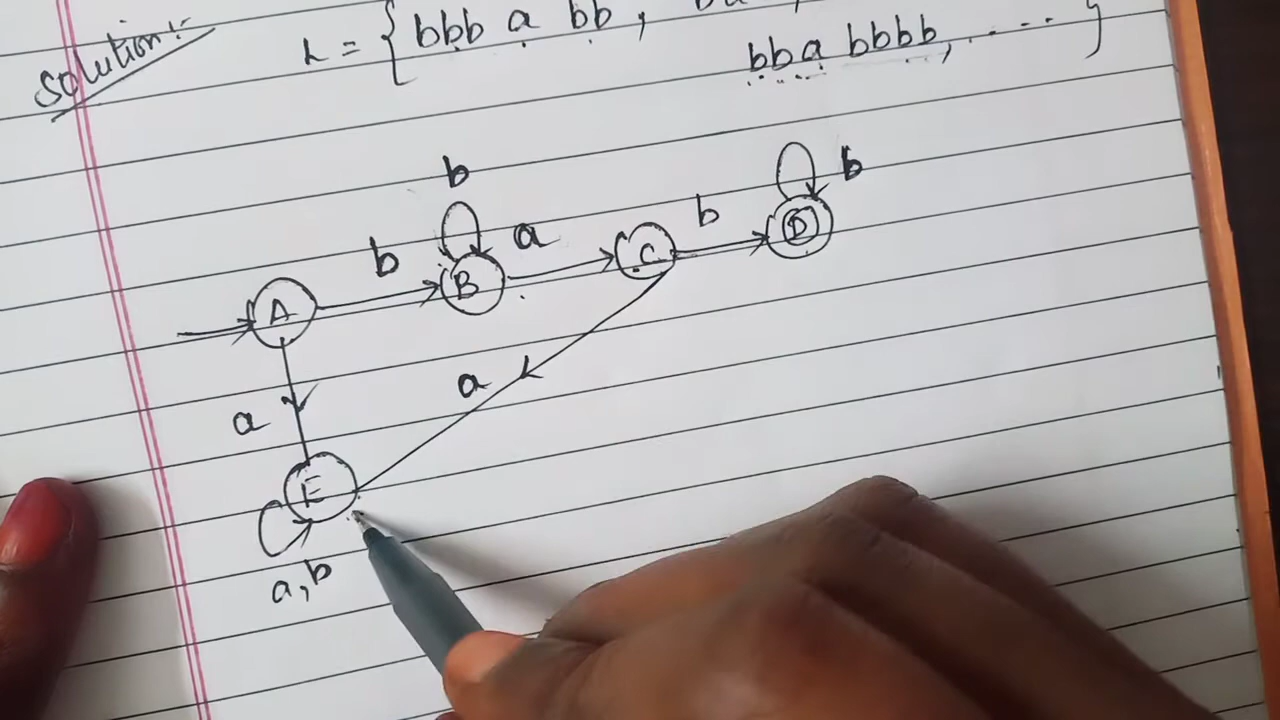 Solution:-
L = { bbb a bb ,
bba bbbb, .... }
b
b
b
a
b
A
B
C
D
a
a
E
a,b